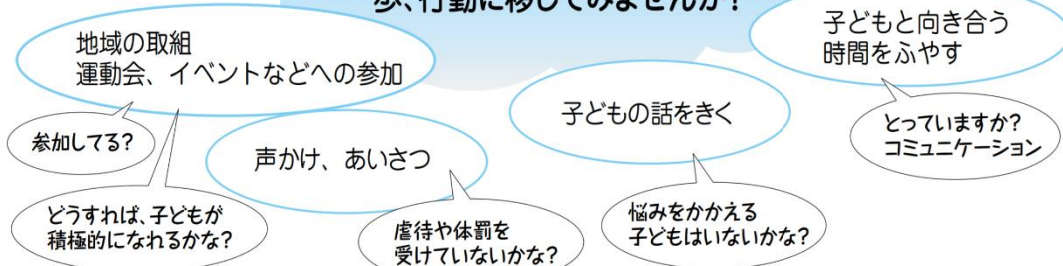 歩、行動に移してみませんか？
地域の取組
運動会、イベントなどへの参加
子どもと向き合う
時間をふやす
子どもの話をきく
声かけ、あいさつ
参加してる？
とっていますか？
コミュニケーション
どうすれば、子どもが
積極的になれるかな？
虐待や体罰を
受けていないかな？
悩みをかかえる
子どもはいないかな？